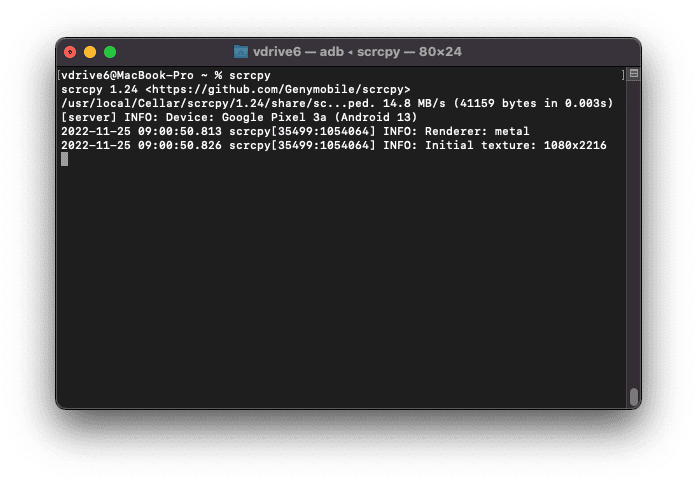 vdrive6 — adb ◂ scrcpy — 80×24
[vdrive6@MacBook-Pro ~ % scrcpy ]
scrcpy 1.24 <https://github.com/Genymobile/scrcpy>
/usr/local/Cellar/scrcpy/1.24/share/sc...ped. 14.8 MB/s (41159 bytes in 0.003s)
[server] INFO: Device: Google Pixel 3a (Android 13)
2022-11-25 09:00:50.813 scrcpy[35499:1054064] INFO: Renderer: metal
2022-11-25 09:00:50.826 scrcpy[35499:1054064] INFO: Initial texture: 1080x2216